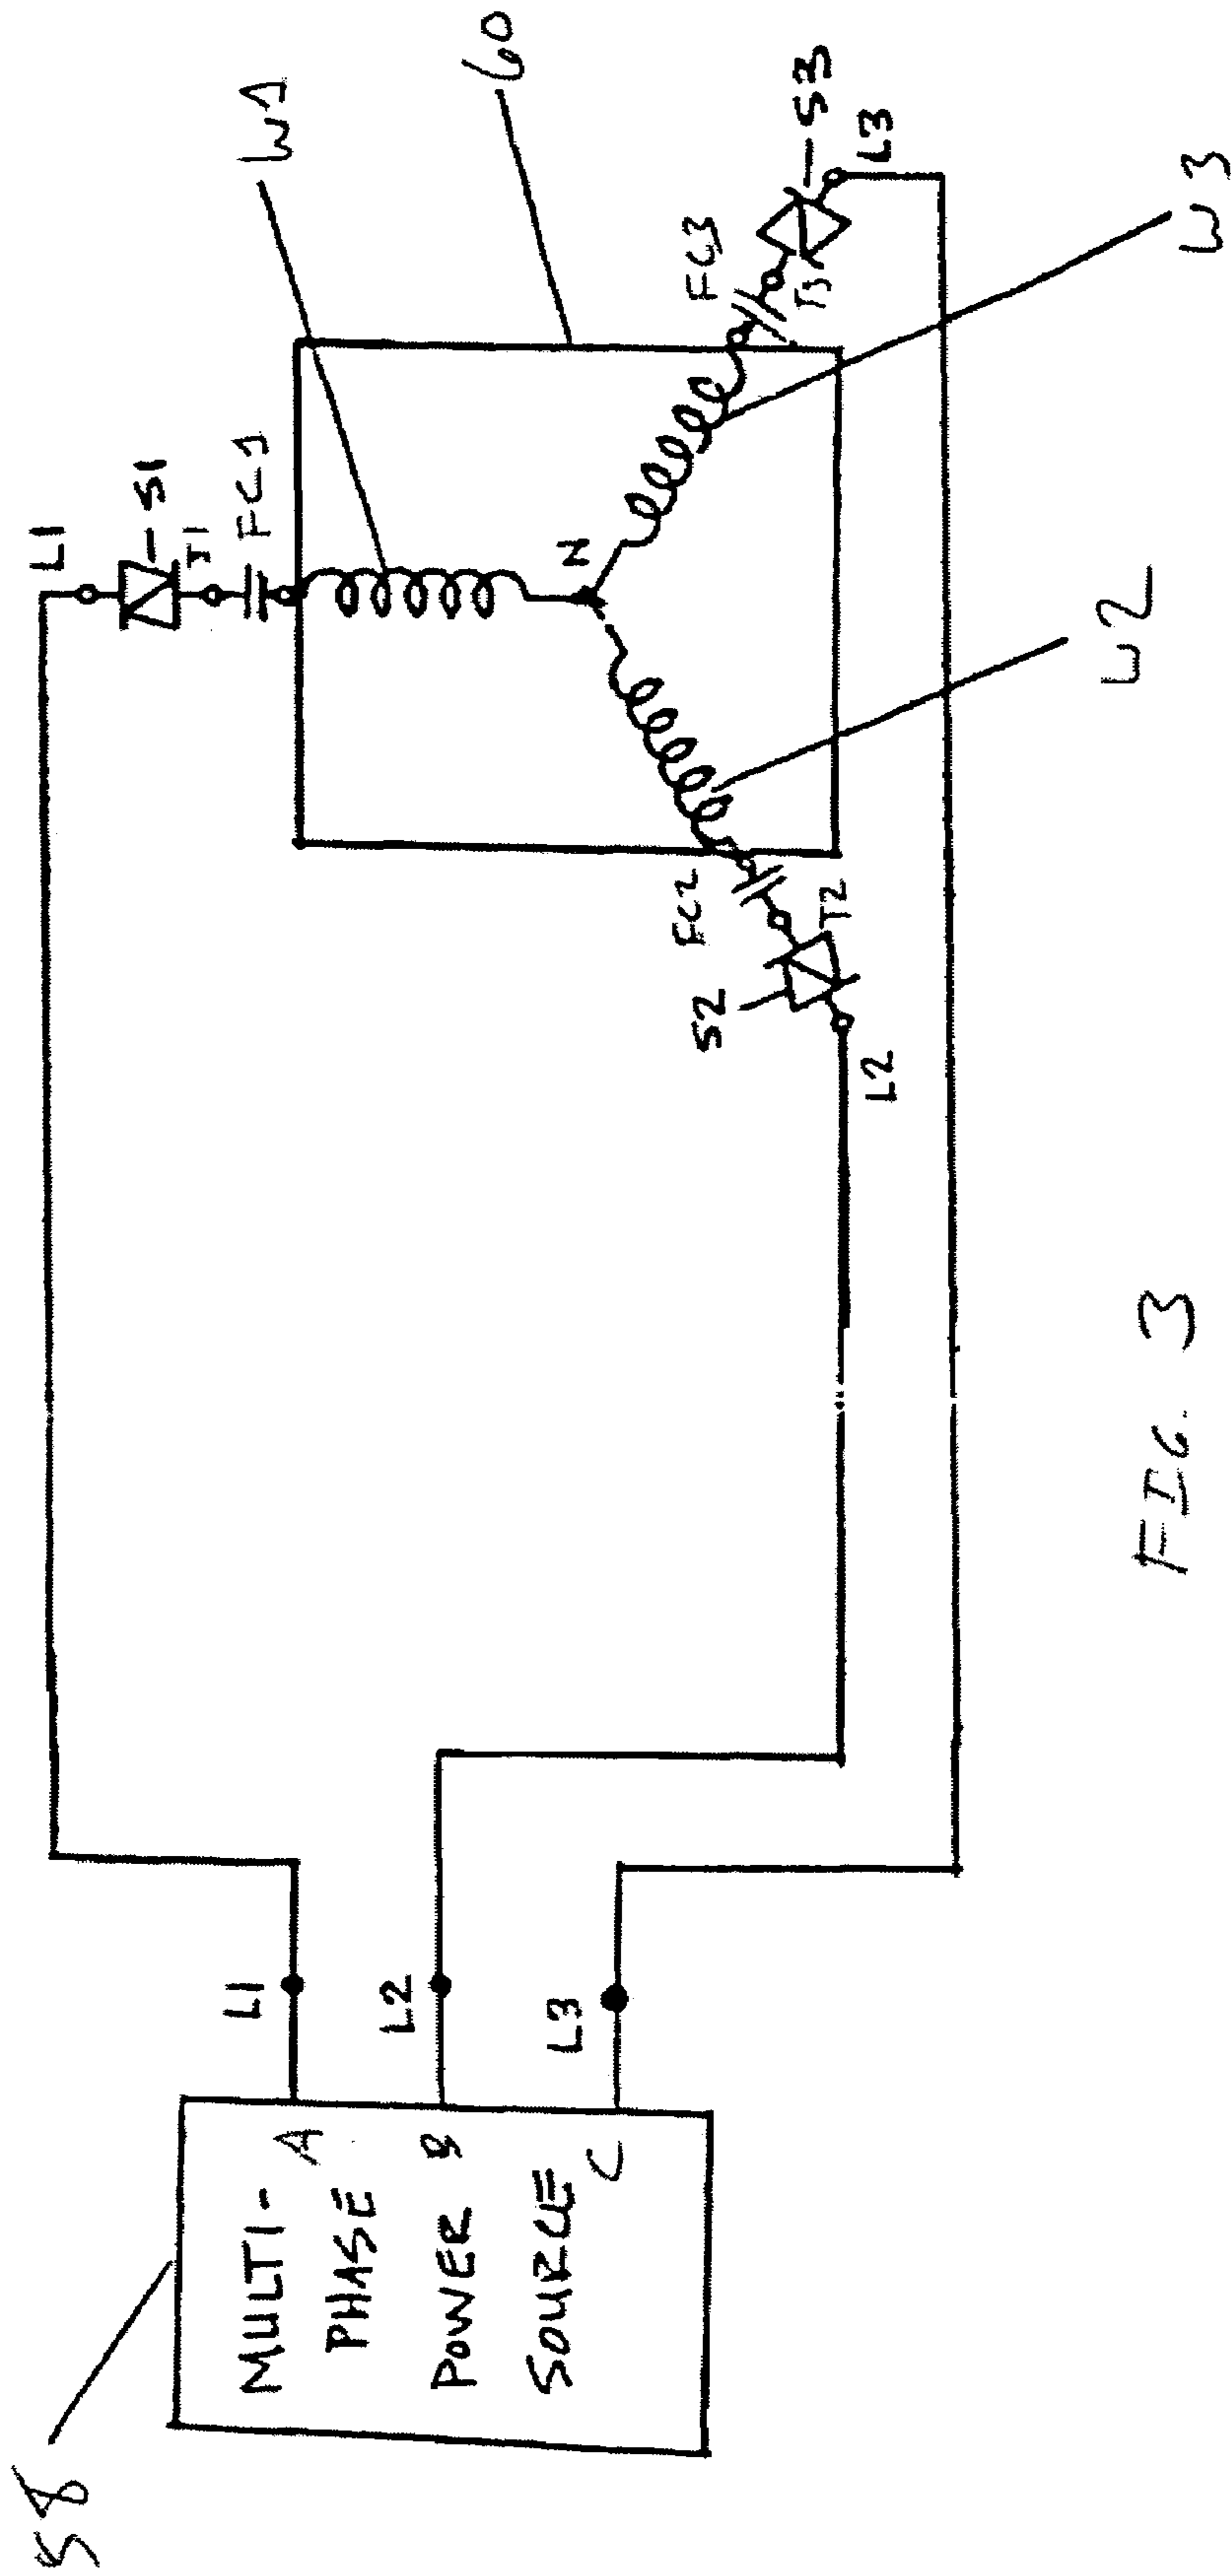 58
MULTI-
PHASE
POWER
SOURCE
A
B
C
L1
L2
L3
L1
S1
T1
FC1
W1
60
N
FC2
S2
T2
L2
FC3
T3
S3
L3
W2
W3
FIG. 3